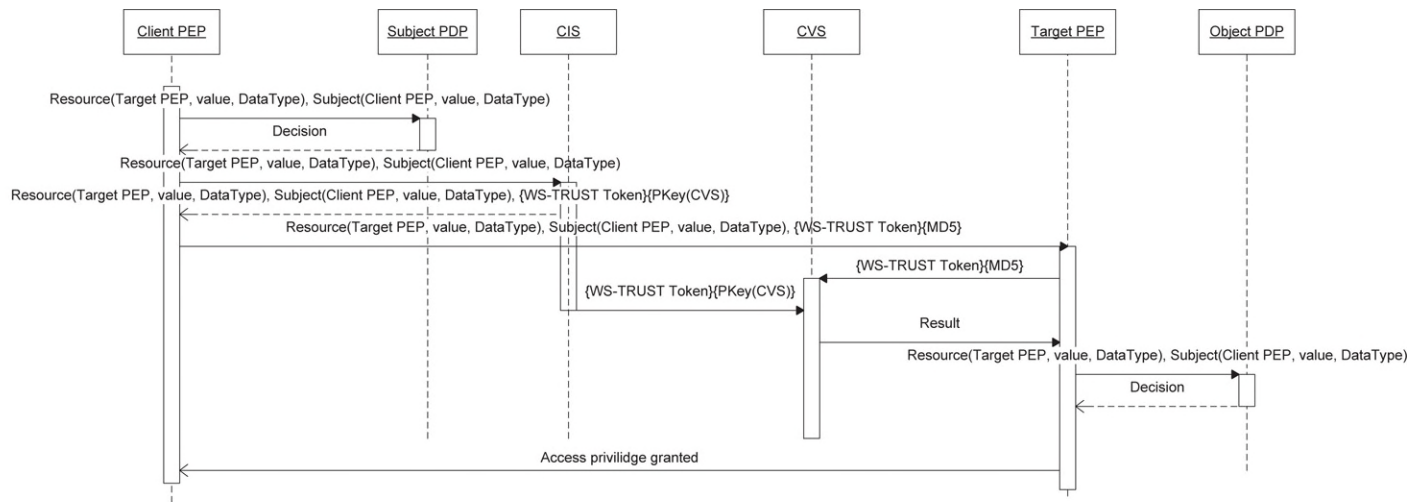 Client PEP
Subject PDP
CIS
CVS
Target PEP
Object PDP
Resource(Target PEP, value, DataType), Subject(Client PEP, value, DataType)
Decision
Resource(Target PEP, value, DataType), Subject(Client PEP, value, DataType)
Resource(Target PEP, value, DataType), Subject(Client PEP, value, DataType), {WS-TRUST Token}{PKey(CVS)}
Resource(Target PEP, value, DataType), Subject(Client PEP, value, DataType), {WS-TRUST Token}{MD5}
{WS-TRUST Token}{MD5}
{WS-TRUST Token}{PKey(CVS)}
Result
Resource(Target PEP, value, DataType), Subject(Client PEP, value, DataType)
Decision
Access privilidge granted